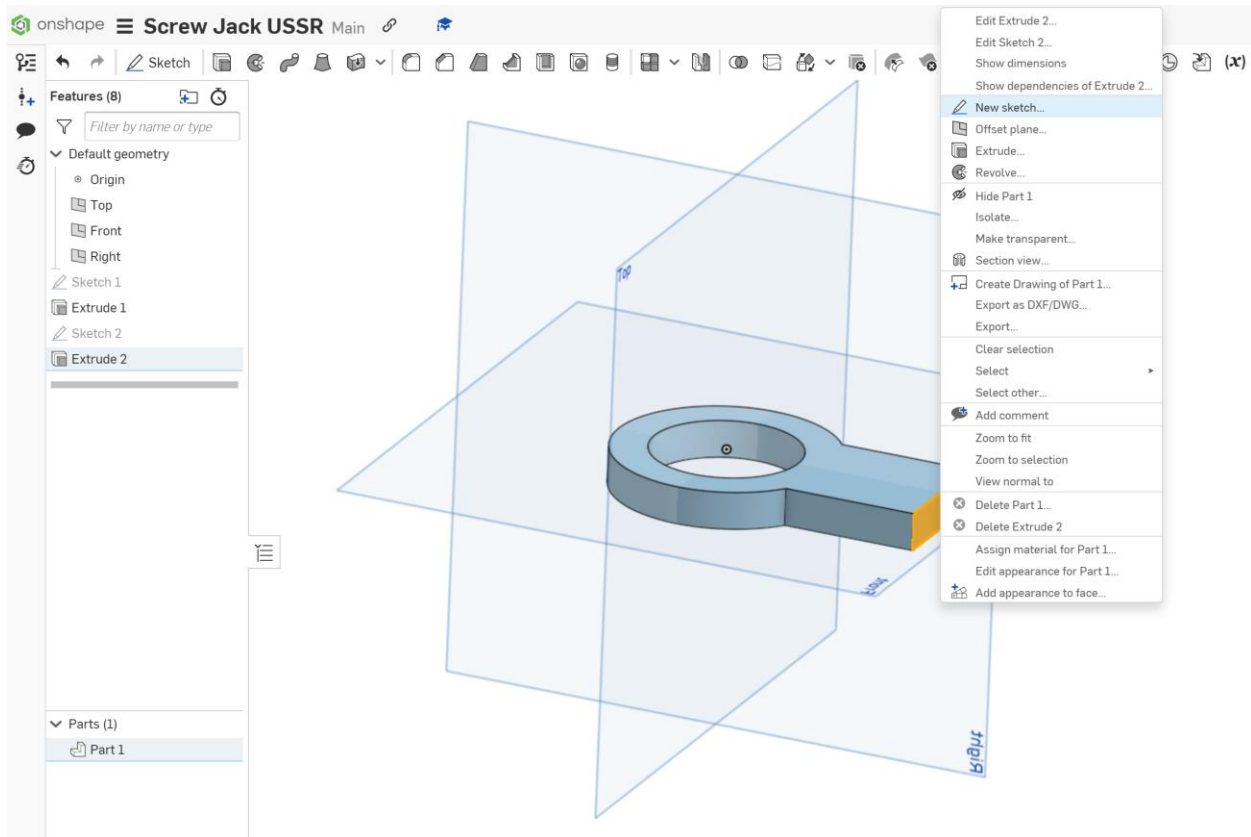 onshape Screw Jack USSR Main
Sketch
(x)
Features (8)
Filter by name or type
Default geometry
Origin
Top
Front
Right
Sketch 1
Extrude 1
Sketch 2
Extrude 2
Parts (1)
Part 1
Top
Front
Right
Edit Extrude 2...
Edit Sketch 2...
Show dimensions
Show dependencies of Extrude 2...
New sketch...
Offset plane...
Extrude...
Revolve...
Hide Part 1
Isolate...
Make transparent...
Section view...
Create Drawing of Part 1...
Export as DXF/DWG...
Export...
Clear selection
Select
Select other...
Add comment
Zoom to fit
Zoom to selection
View normal to
Delete Part 1...
Delete Extrude 2
Assign material for Part 1...
Edit appearance for Part 1...
Add appearance to face...